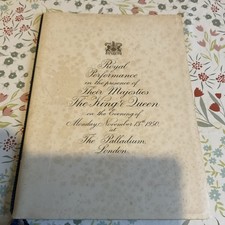 Royal
Performance
in the presence of
Their Majesties
The King & Queen
on the Evening of
Monday, November 13th 1950
at
The Palladium
London